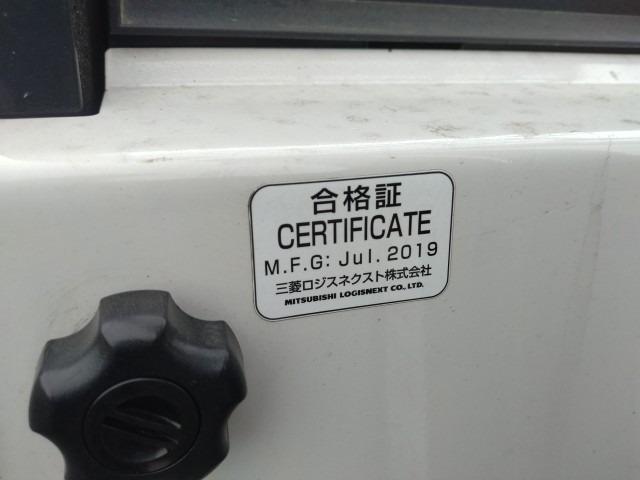 合格証
CERTIFICATE
M.F.G: Jul. 2019
三菱ロジスネクスト株式会社
MITSUBISHI LOGISNEXT CO., LTD.